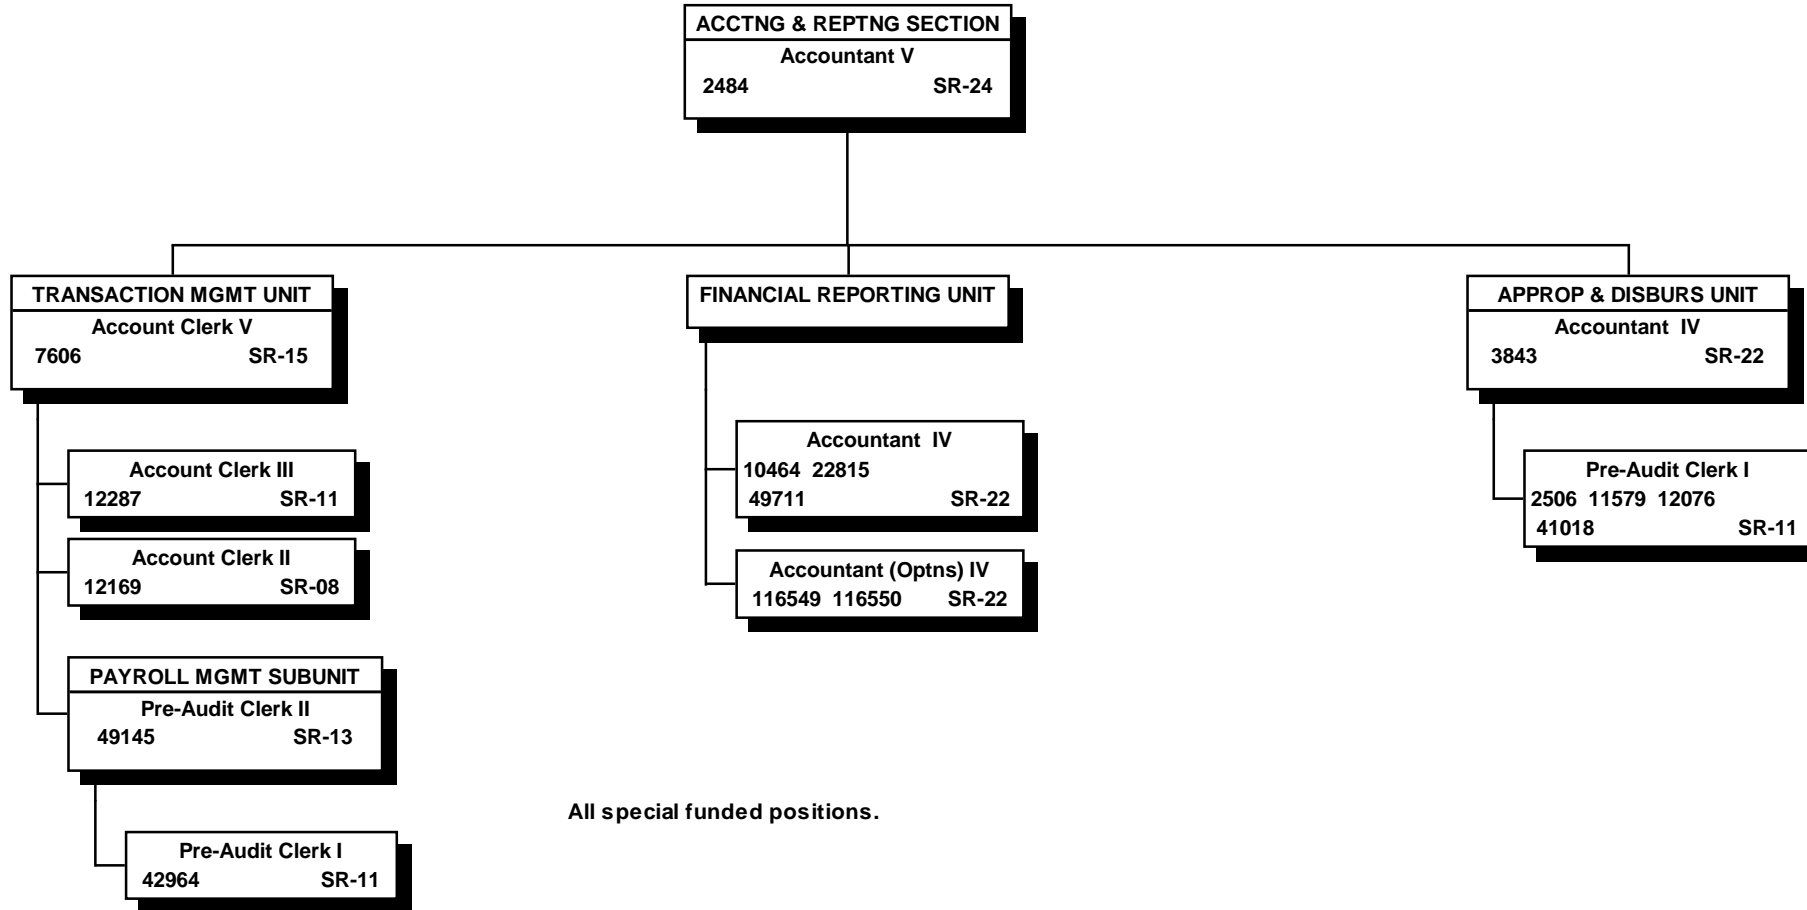 ACCTNG & REPTNG SECTION
Accountant V
2484 SR-24
TRANSACTION MGMT UNIT
Account Clerk V
7606 SR-15
Account Clerk III
12287 SR-11
Account Clerk II
12169 SR-08
PAYROLL MGMT SUBUNIT
Pre-Audit Clerk II
49145 SR-13
Pre-Audit Clerk I
42964 SR-11
FINANCIAL REPORTING UNIT
Accountant IV
10464 22815
49711 SR-22
Accountant (Optns) IV
116549 116550 SR-22
APPROP & DISBURS UNIT
Accountant IV
3843 SR-22
Pre-Audit Clerk I
2506 11579 12076
41018 SR-11
All special funded positions.